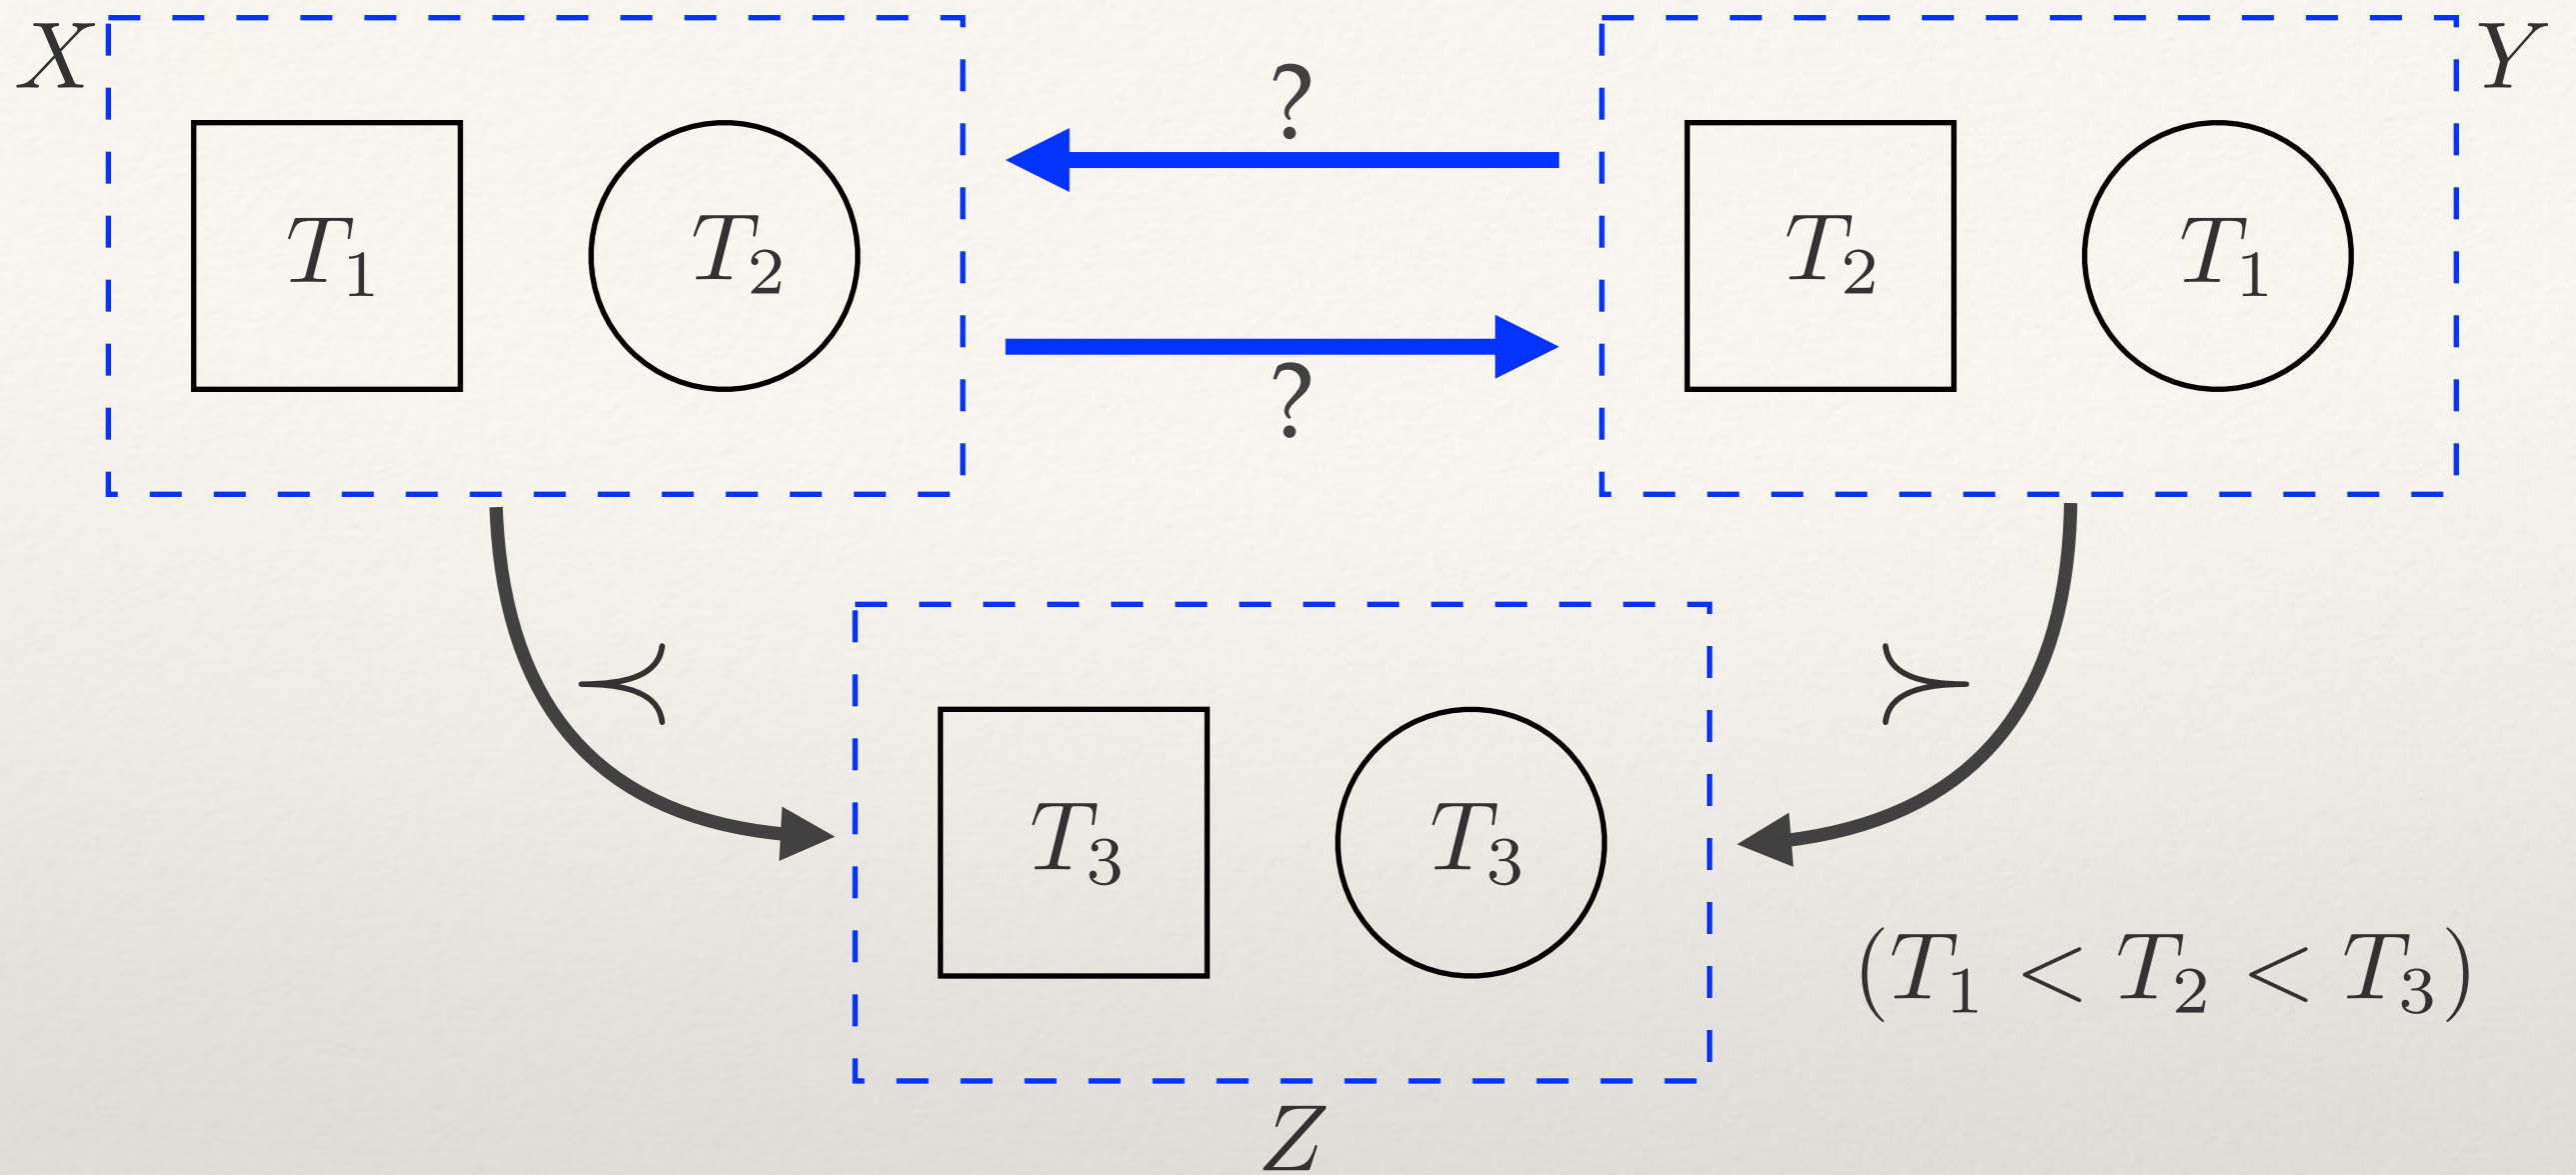 X
Y
?
T₁
T₂
T₂
T₁
?
≺
≻
T₃
T₃
(T₁ < T₂ < T₃)
Z